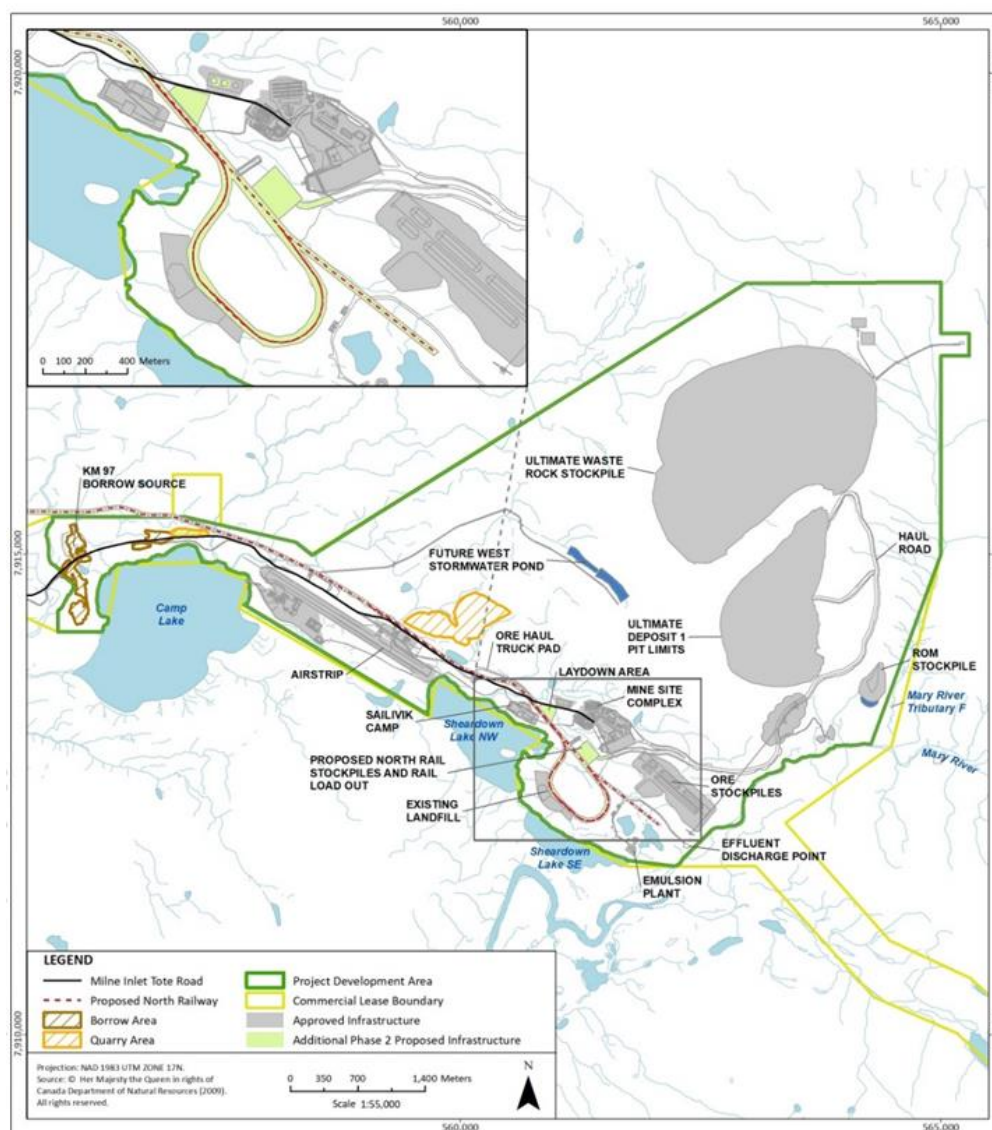 560,000
565,000
7,920,000
0 100 200 400 Meters
KM 97
BORROW SOURCE
ULTIMATE WASTE
ROCK STOCKPILE
7,915,000
FUTURE WEST
STORMWATER POND
HAUL
ROAD
Camp
Lake
ULTIMATE
DEPOSIT 1
PIT LIMITS
ORE HAUL
TRUCK PAD
ROM
STOCKPILE
AIRSTRIP
LAYDOWN AREA
MINE SITE
COMPLEX
Mary River
Tributary F
SAILIVIK
CAMP
Sheardown
Lake NW
Mary River
PROPOSED NORTH RAIL
STOCKPILES AND RAIL
LOAD OUT
ORE
STOCKPILES
EXISTING
LANDFILL
Sheardown
Lake SE
EFFLUENT
DISCHARGE POINT
EMULSION
PLANT
LEGEND
Milne Inlet Tote Road
Project Development Area
Proposed North Railway
Commercial Lease Boundary
Borrow Area
Approved Infrastructure
Quarry Area
Additional Phase 2 Proposed Infrastructure
7,910,000
Projection: NAD 1983 UTM ZONE 17N.
Source: © Her Majesty the Queen in rights of
Canada Department of Natural Resources (2009).
All rights reserved.
0 350 700 1,400 Meters
Scale 1:55,000
N
560,000
565,000